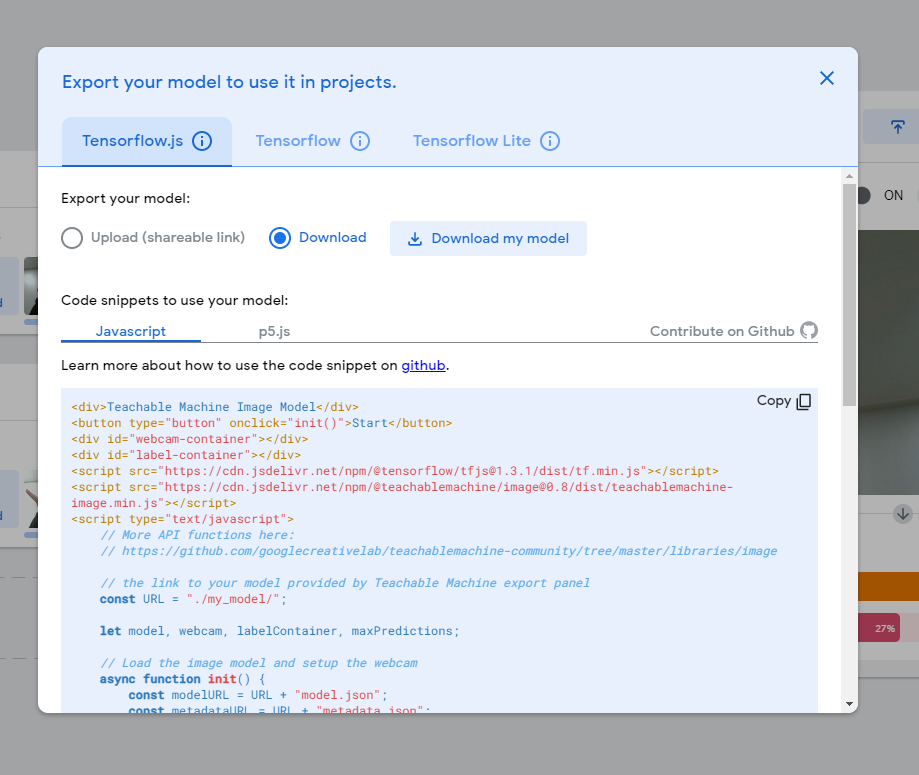 Export your model to use it in projects.
Tensorflow.js
Tensorflow
Tensorflow Lite
ON
Export your model:
Upload (shareable link)
Download
Download my model
Code snippets to use your model:
Javascript
p5.js
Contribute on Github
Learn more about how to use the code snippet on github.
Copy
<div>Teachable Machine Image Model</div>
<button type="button" onclick="init()">Start</button>
<div id="webcam-container"></div>
<div id="label-container"></div>
<script src="https://cdn.jsdelivr.net/npm/@tensorflow/tfjs@1.3.1/dist/tf.min.js"></script>
<script src="https://cdn.jsdelivr.net/npm/@teachablemachine/image@0.8/dist/teachablemachine-
image.min.js"></script>
<script type="text/javascript">
    // More API functions here:
    // https://github.com/googlecreativelab/teachablemachine-community/tree/master/libraries/image
    // the link to your model provided by Teachable Machine export panel
    const URL = "./my_model/";
    let model, webcam, labelContainer, maxPredictions;
    // Load the image model and setup the webcam
    async function init() {
        const modelURL = URL + "model.json";
        const metadataURL = URL + "metadata.json";
27%